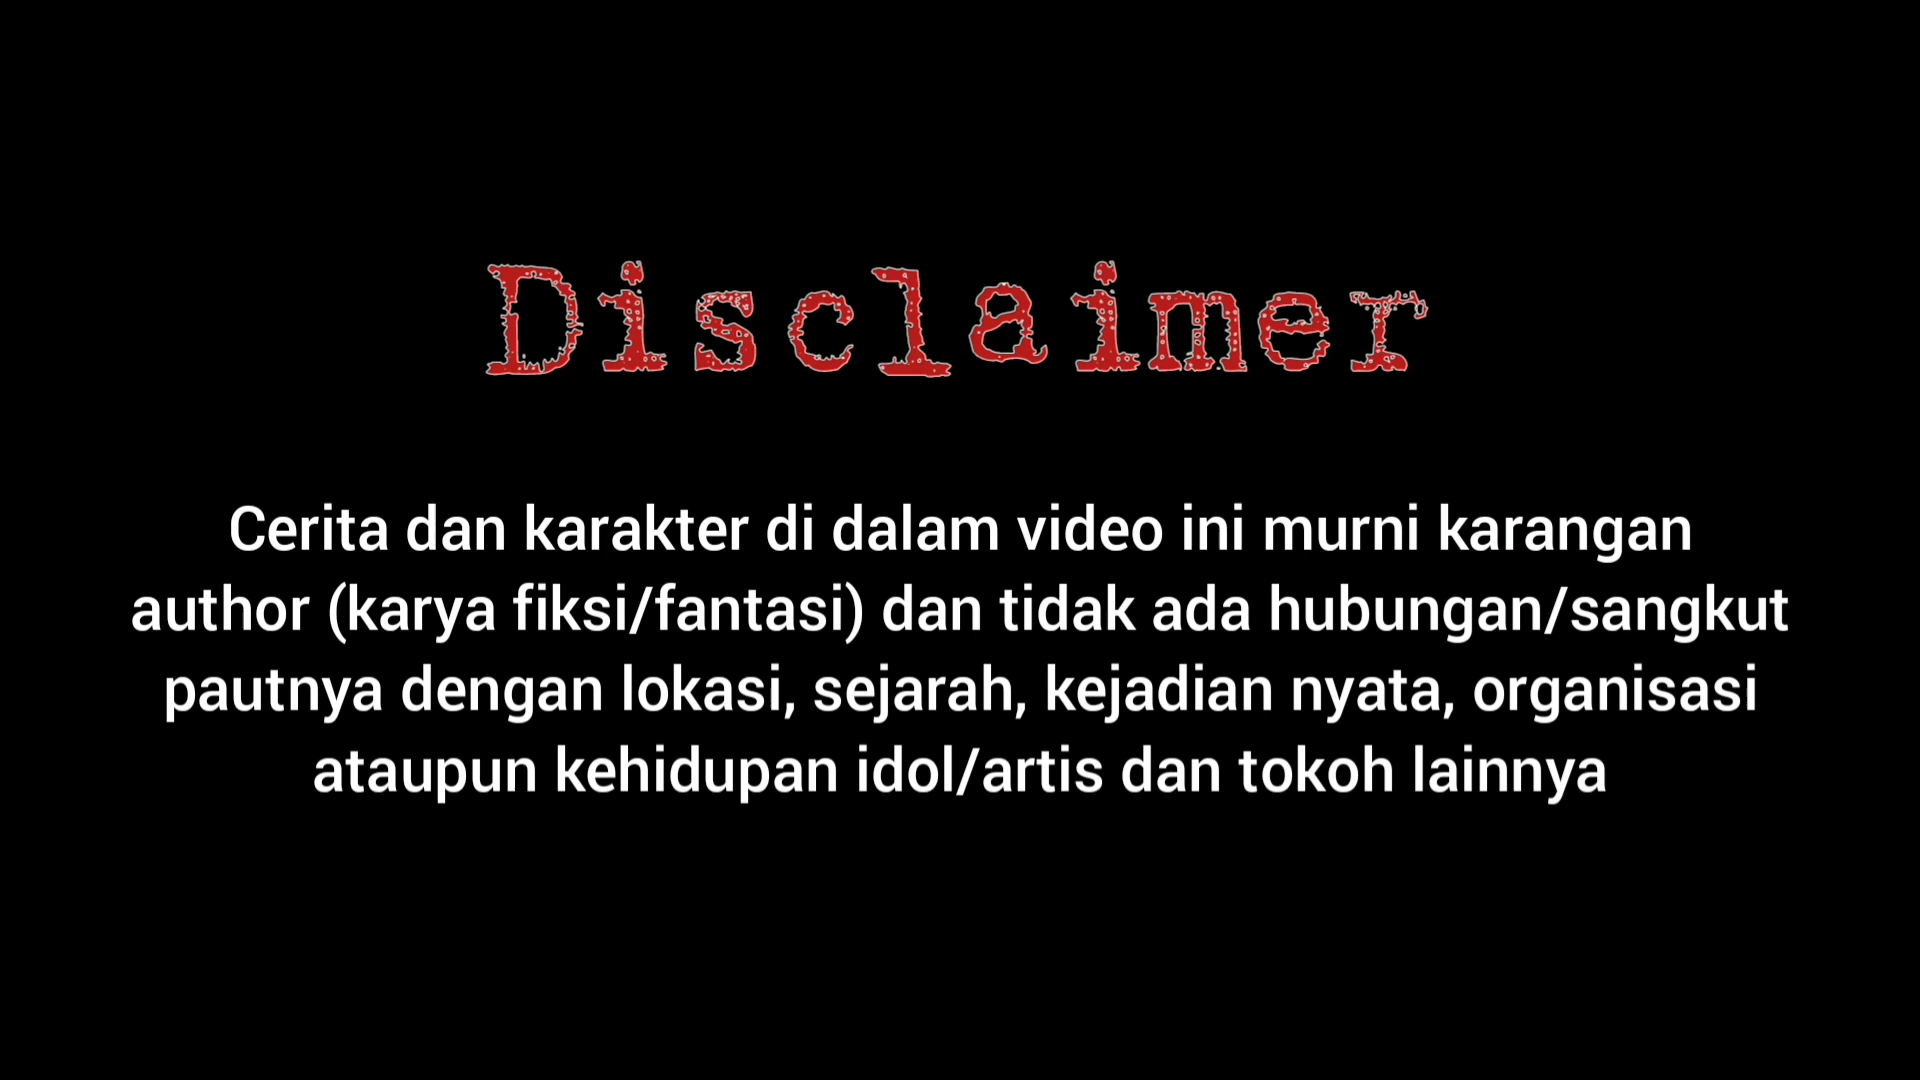 Disclaimer
Cerita dan karakter di dalam video ini murni karangan
author (karya fiksi/fantasi) dan tidak ada hubungan/sangkut
pautnya dengan lokasi, sejarah, kejadian nyata, organisasi
ataupun kehidupan idol/artis dan tokoh lainnya